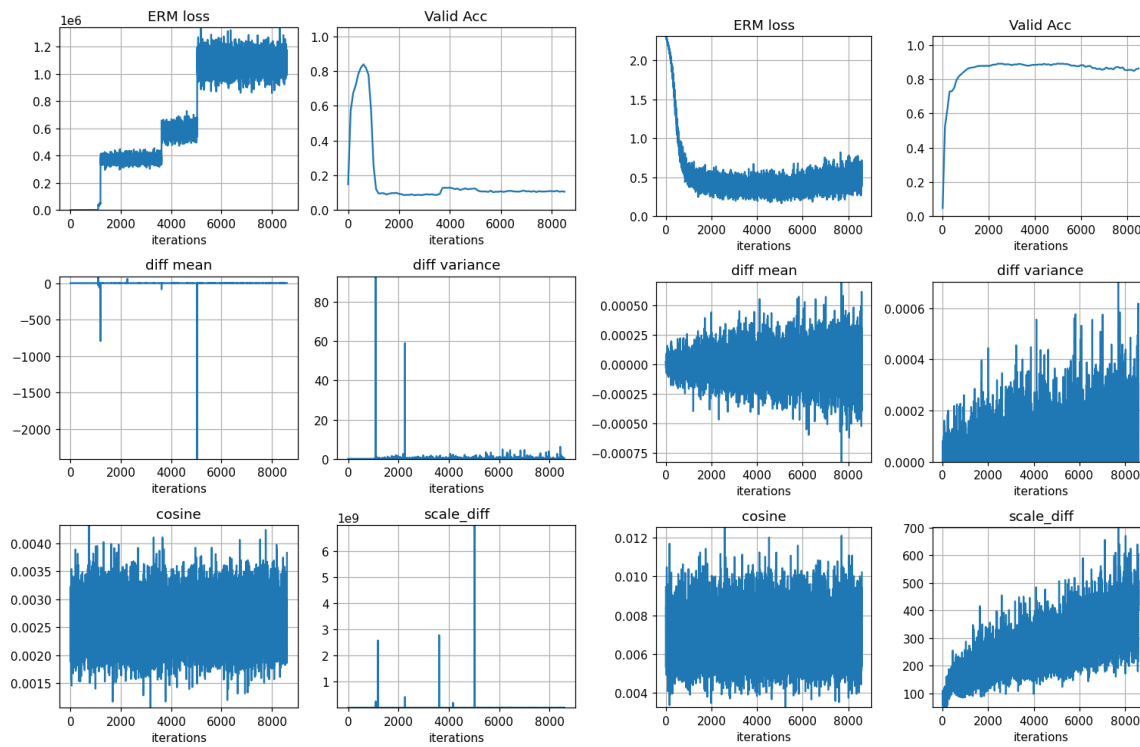 ERM loss
1e6
1.2
1.0
0.8
0.6
0.4
0.2
0.0
0 2000 4000 6000 8000
iterations
Valid Acc
1.0
0.8
0.6
0.4
0.2
0.0
0 2000 4000 6000 8000
iterations
ERM loss
2.0
1.5
1.0
0.5
0.0
0 2000 4000 6000 8000
iterations
Valid Acc
1.0
0.8
0.6
0.4
0.2
0.0
0 2000 4000 6000 8000
iterations
diff mean
0
−500
−1000
−1500
−2000
0 2000 4000 6000 8000
iterations
diff variance
80
60
40
20
0
0 2000 4000 6000 8000
iterations
diff mean
0.00050
0.00025
0.00000
−0.00025
−0.00050
−0.00075
0 2000 4000 6000 8000
iterations
diff variance
0.0006
0.0004
0.0002
0.0000
0 2000 4000 6000 8000
iterations
cosine
0.0040
0.0035
0.0030
0.0025
0.0020
0.0015
0 2000 4000 6000 8000
iterations
scale_diff
1e9
6
5
4
3
2
1
0 2000 4000 6000 8000
iterations
cosine
0.012
0.010
0.008
0.006
0.004
0 2000 4000 6000 8000
iterations
scale_diff
700
600
500
400
300
200
100
0 2000 4000 6000 8000
iterations